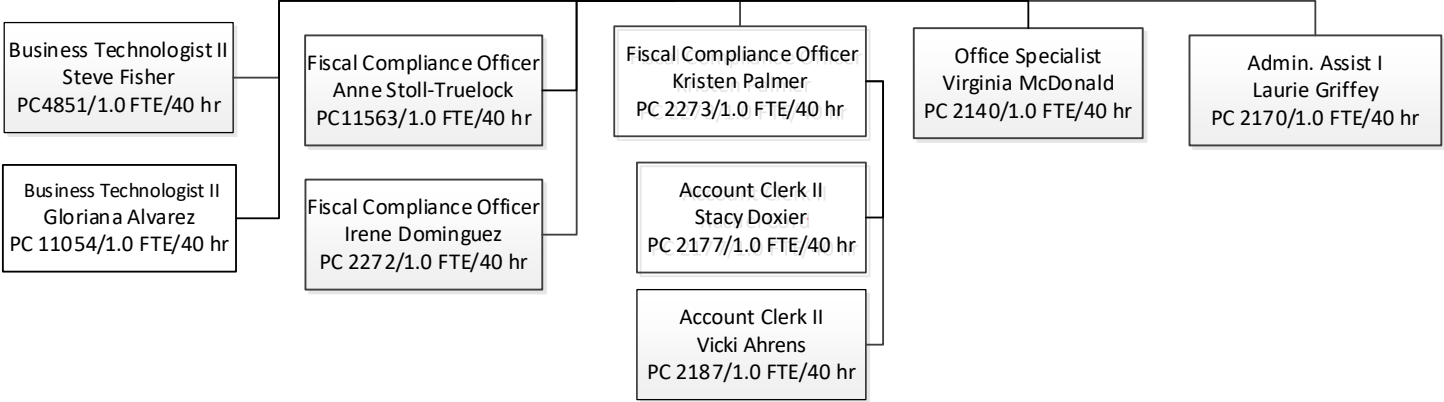 Business Technologist II
Steve Fisher
PC4851/1.0 FTE/40 hr
Business Technologist II
Gloriana Alvarez
PC 11054/1.0 FTE/40 hr
Fiscal Compliance Officer
Anne Stoll-Truelock
PC11563/1.0 FTE/40 hr
Fiscal Compliance Officer
Irene Dominguez
PC 2272/1.0 FTE/40 hr
Fiscal Compliance Officer
Kristen Palmer
PC 2273/1.0 FTE/40 hr
Account Clerk II
Stacy Doxier
PC 2177/1.0 FTE/40 hr
Account Clerk II
Vicki Ahrens
PC 2187/1.0 FTE/40 hr
Office Specialist
Virginia McDonald
PC 2140/1.0 FTE/40 hr
Admin. Assist I
Laurie Griffey
PC 2170/1.0 FTE/40 hr